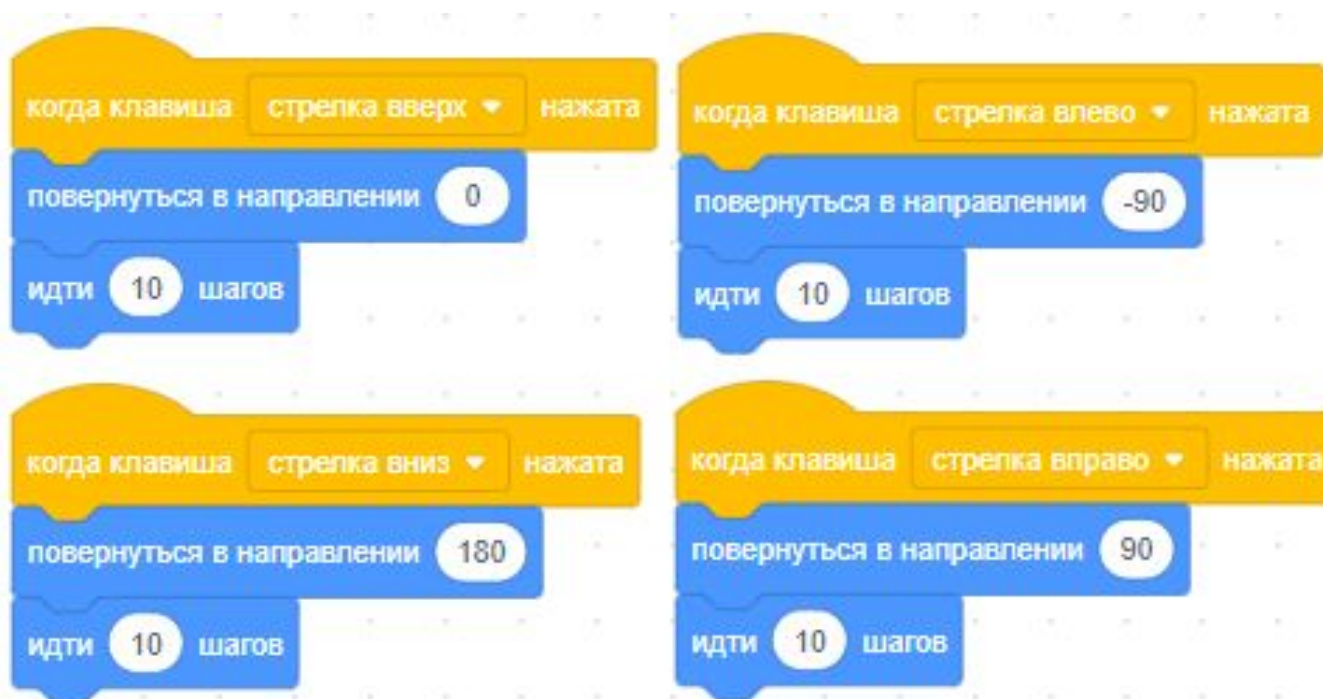 когда клавиша стрелка вверх нажата
повернуться в направлении 0
идти 10 шагов
когда клавиша стрелка влево нажата
повернуться в направлении -90
идти 10 шагов
когда клавиша стрелка вниз нажата
повернуться в направлении 180
идти 10 шагов
когда клавиша стрелка вправо нажата
повернуться в направлении 90
идти 10 шагов